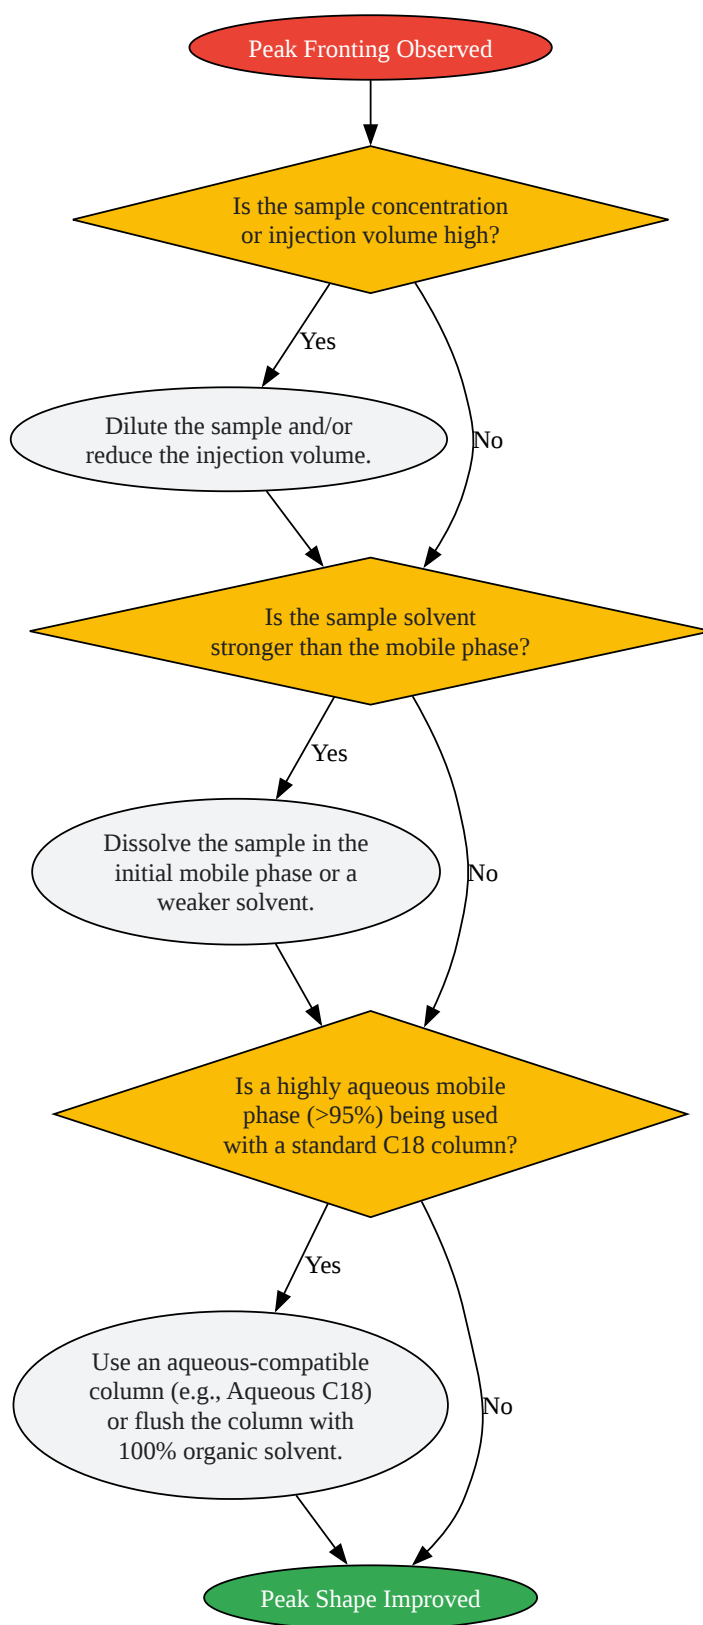 Peak Fronting Observed
Is the sample concentration
or injection volume high?
Yes
No
Dilute the sample and/or
reduce the injection volume.
Is the sample solvent
stronger than the mobile phase?
Yes
No
Dissolve the sample in the
initial mobile phase or a
weaker solvent.
Is a highly aqueous mobile
phase (>95%) being used
with a standard C18 column?
Yes
No
Use an aqueous-compatible
column (e.g., Aqueous C18)
or flush the column with
100% organic solvent.
Peak Shape Improved